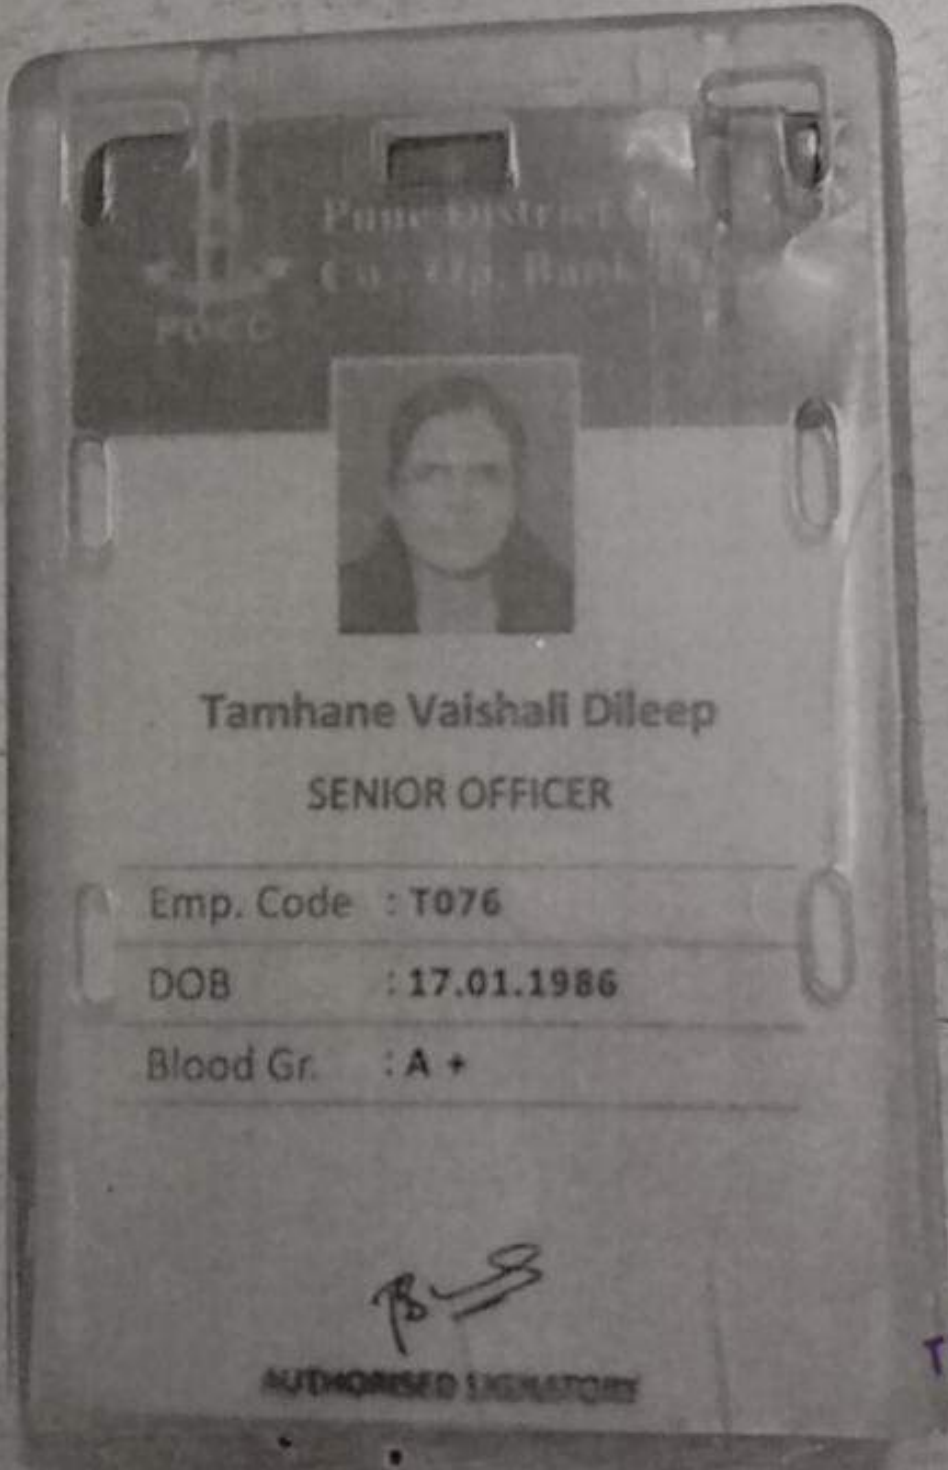 Pune District
Co - Op. Bank
PDCC
Tamhane Vaishali Dileep
SENIOR OFFICER
Emp. Code : T076
DOB : 17.01.1986
Blood Gr. : A +
AUTHORISED SIGNATORY
T